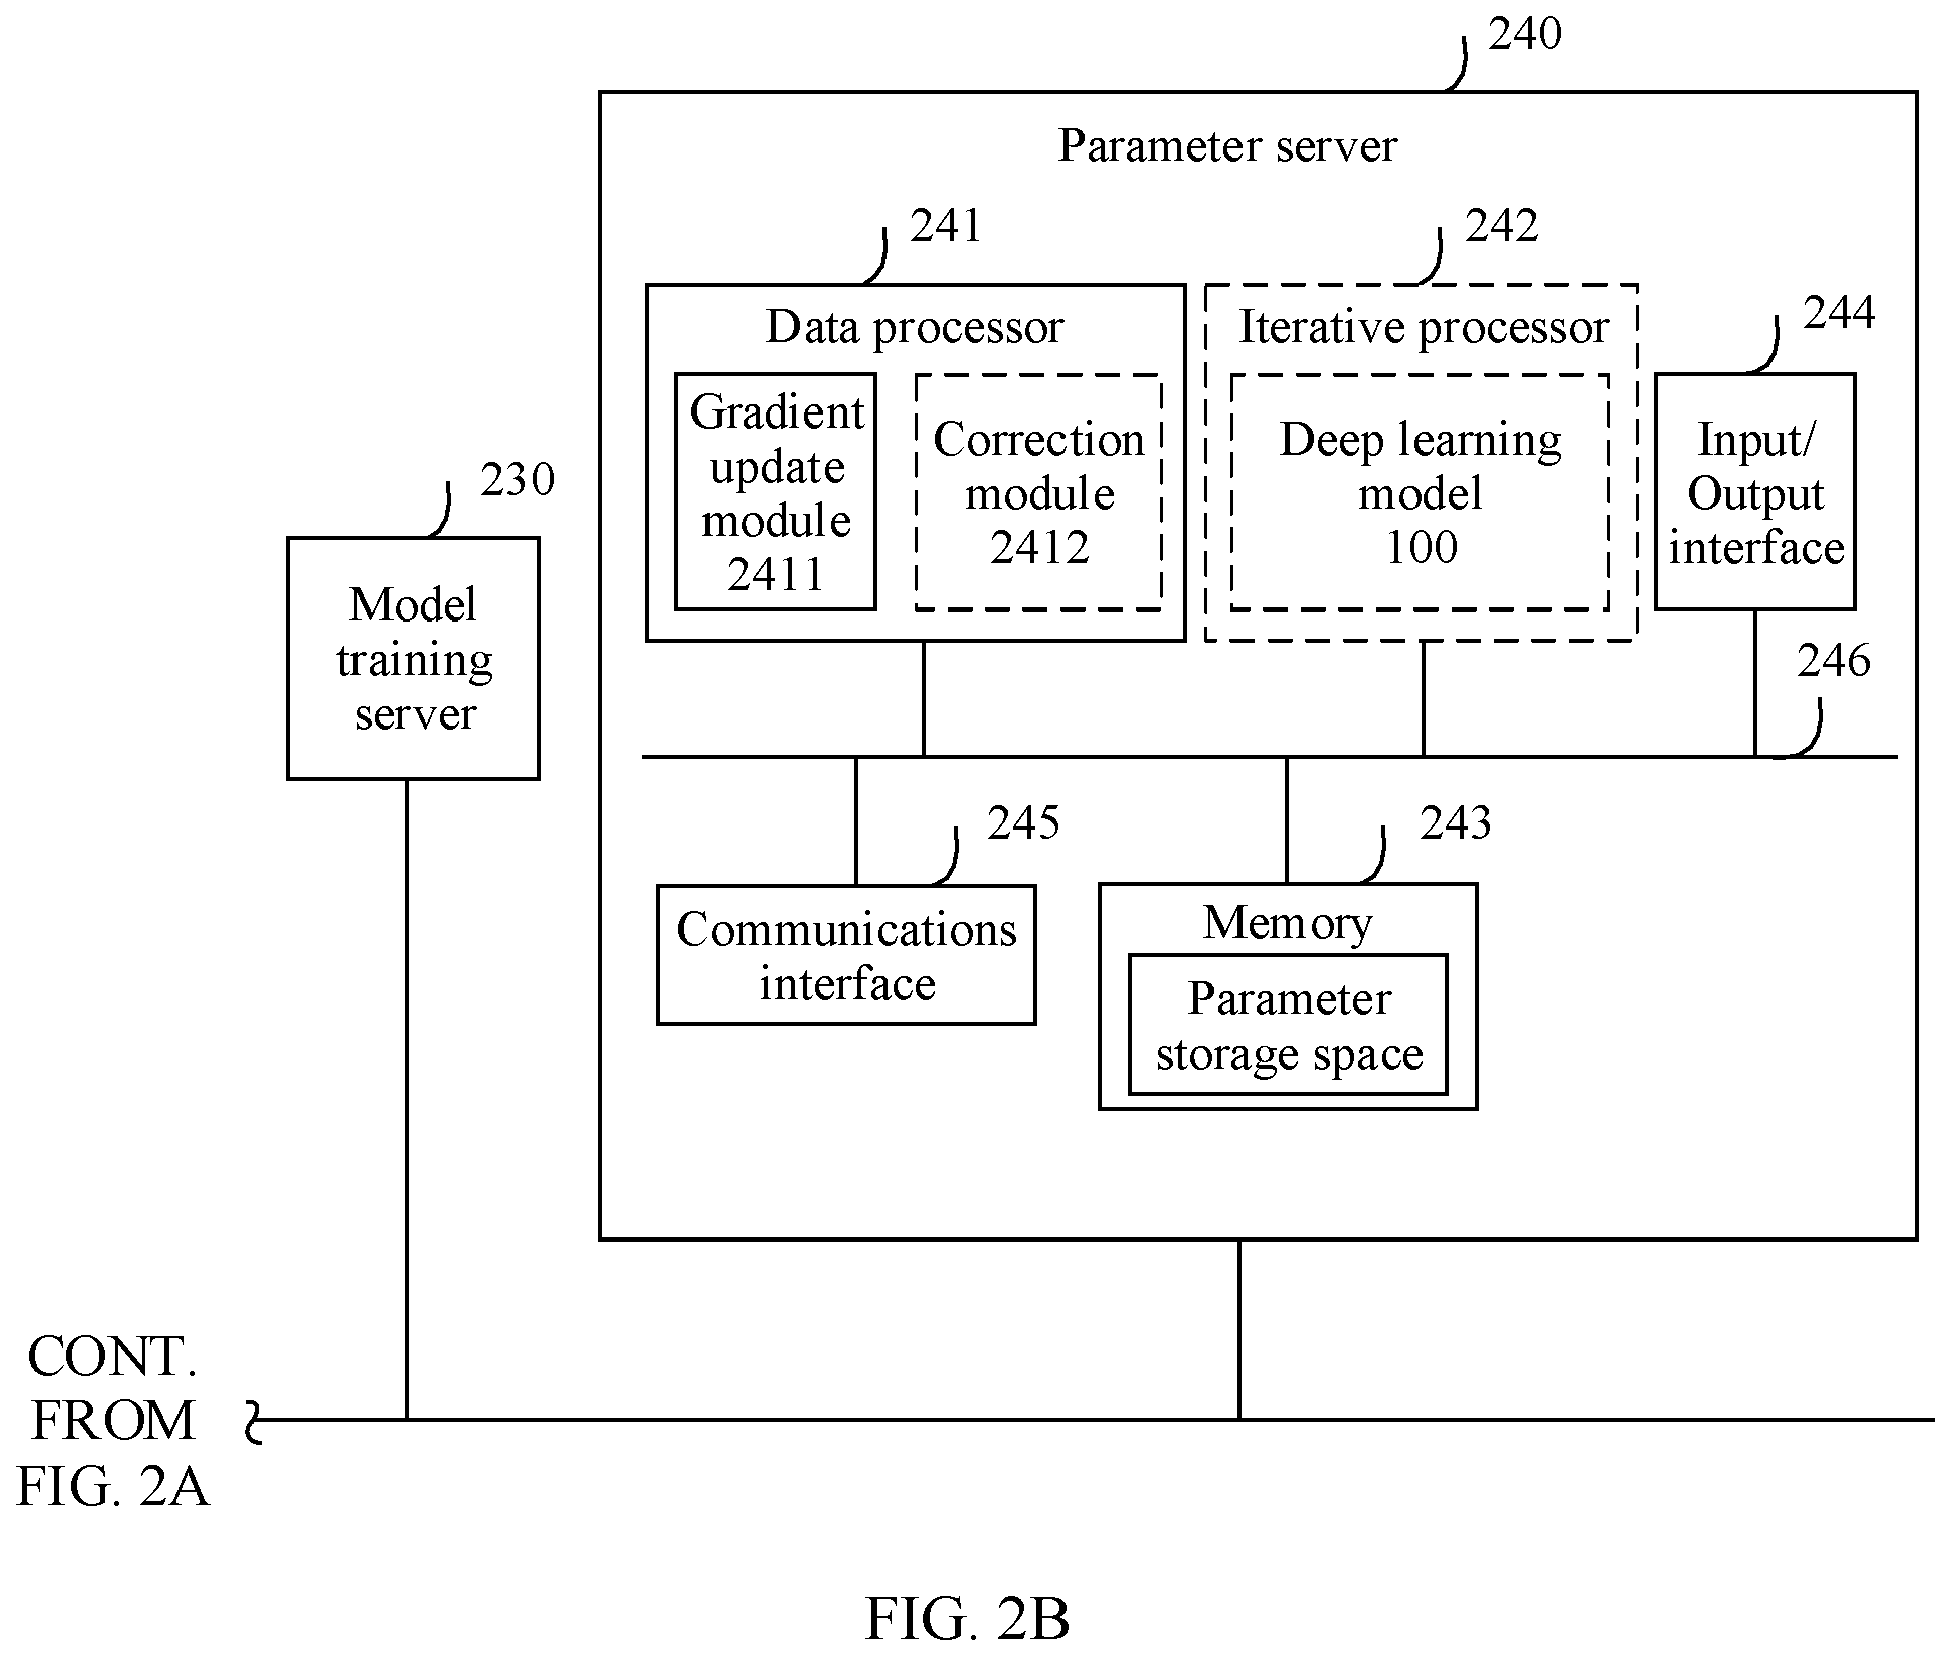 240
Parameter server
241
242
Data processor
Iterative processor
244
Gradient
update
module
2411
Correction
module
2412
Deep learning
model
100
Input/
Output
interface
230
Model
training
server
246
245
243
Communications
interface
Memory
Parameter
storage space
CONT.
FROM
FIG. 2A
FIG. 2B